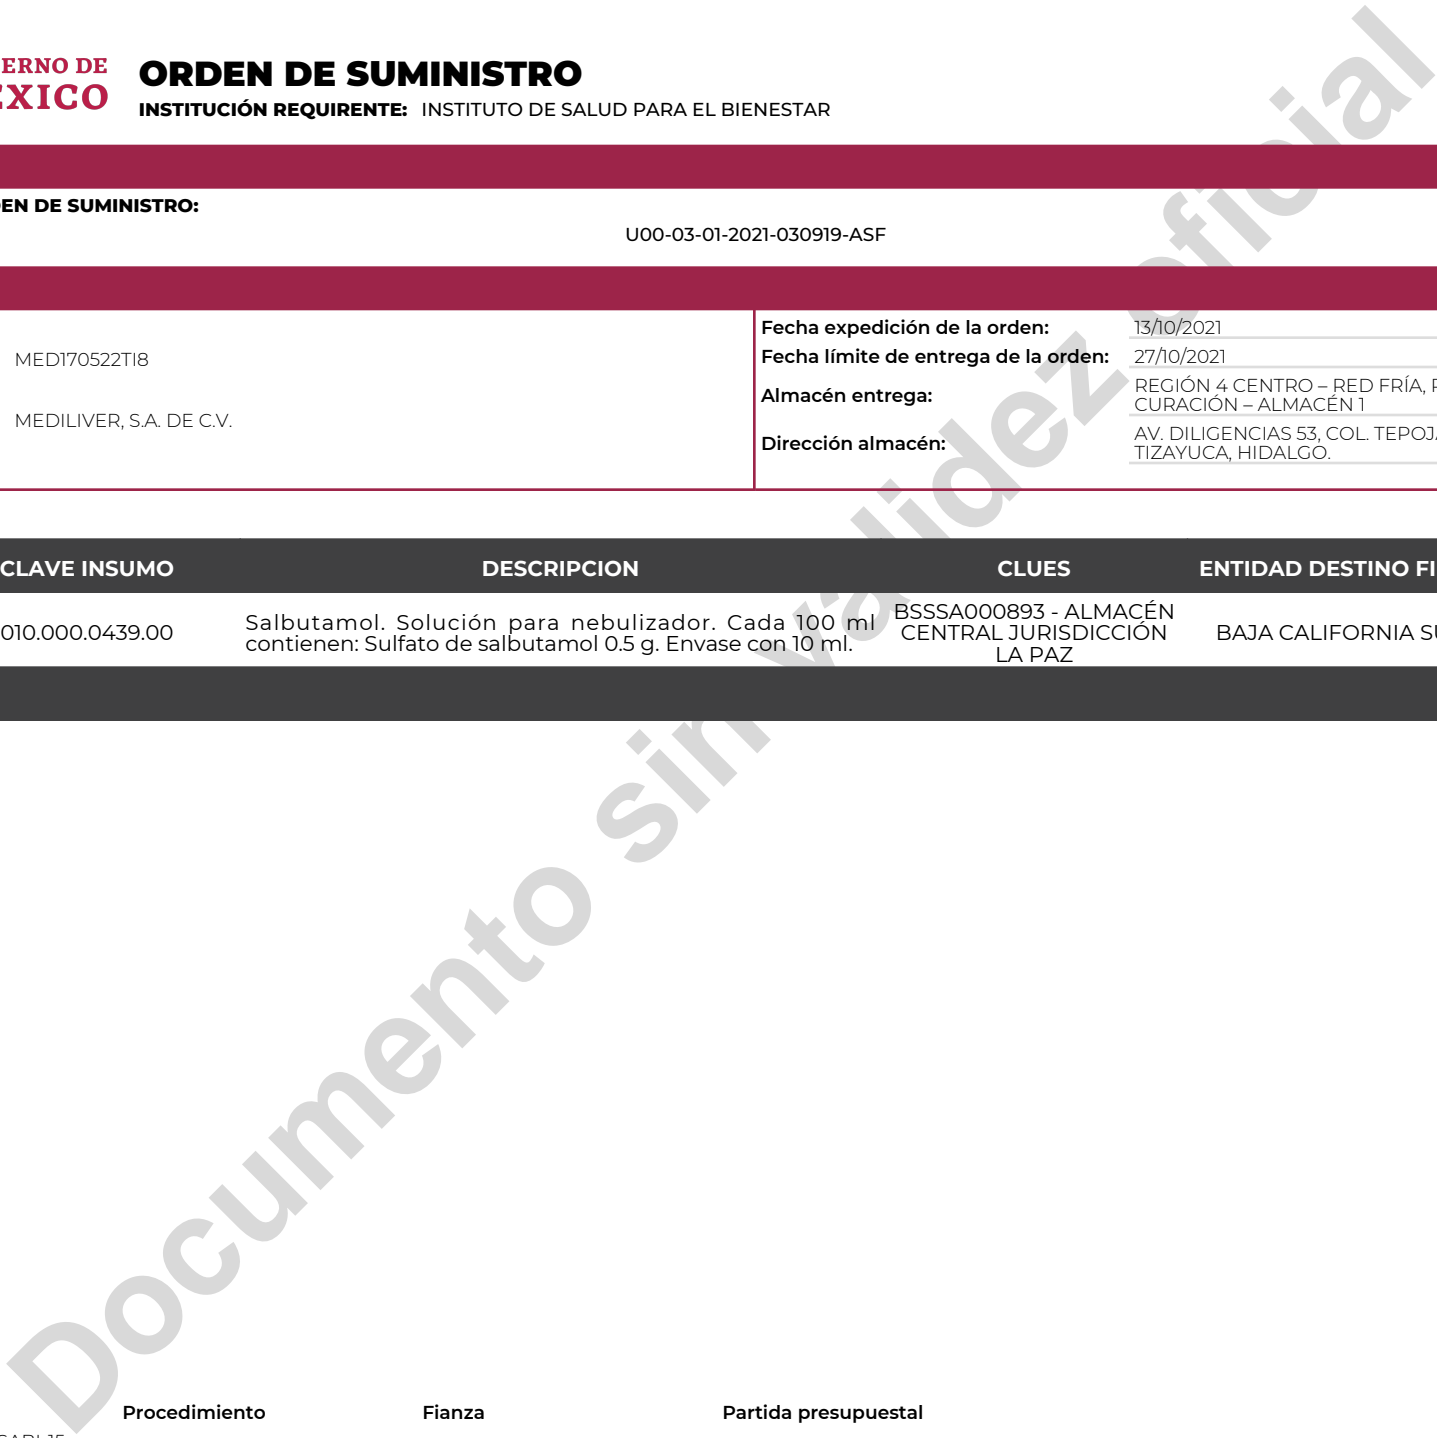 ERNO DE
ÉXICO
ORDEN DE SUMINISTRO
INSTITUCIÓN REQUIRENTE: INSTITUTO DE SALUD PARA EL BIENESTAR
EN DE SUMINISTRO:
U00-03-01-2021-030919-ASF
MED170522TI8
MEDILIVER, S.A. DE C.V.
Fecha expedición de la orden: 13/10/2021
Fecha límite de entrega de la orden: 27/10/2021
Almacén entrega: REGIÓN 4 CENTRO – RED FRÍA,
CURACIÓN – ALMACÉN 1
Dirección almacén: AV. DILIGENCIAS 53, COL. TEPOJ
TIZAYUCA, HIDALGO.
CLAVE INSUMO DESCRIPCION CLUES ENTIDAD DESTINO FI
010.000.0439.00
Salbutamol. Solución para nebulizador. Cada 100 ml
contienen: Sulfato de salbutamol 0.5 g. Envase con 10 ml.
BSSSA000893 - ALMACÉN
CENTRAL JURISDICCIÓN
LA PAZ
BAJA CALIFORNIA SU
Documento sin validez oficial
Procedimiento Fianza Partida presupuestal